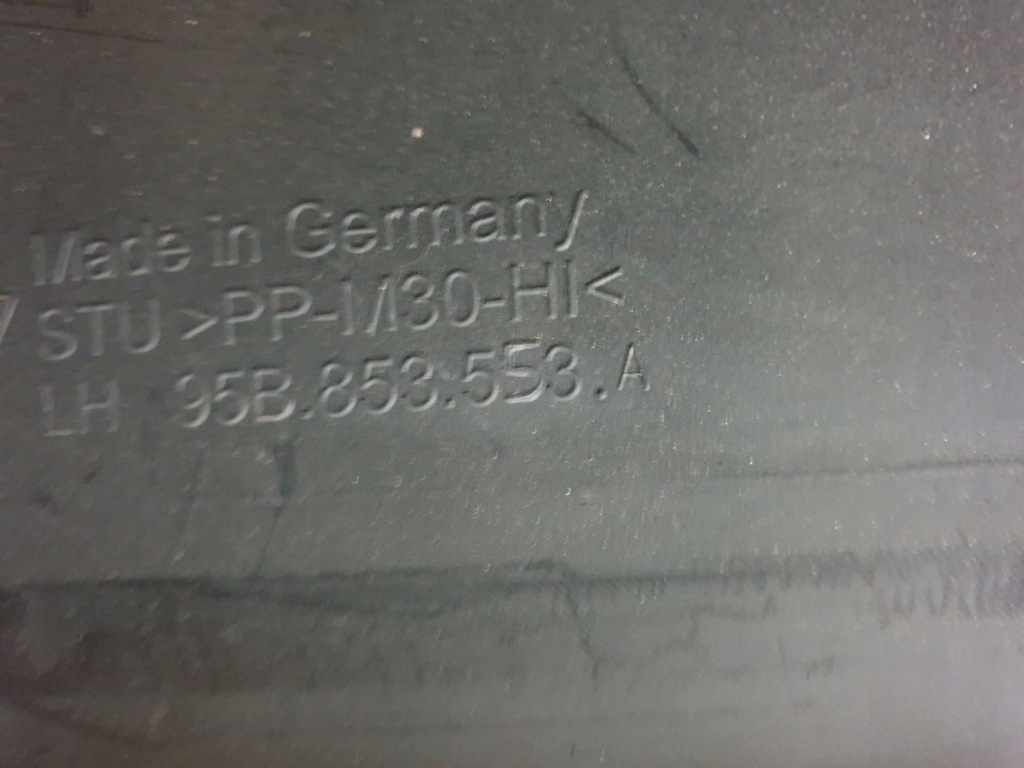 Made in Germany
STU >PP-M30-HI<
LH 95B.853.553.A